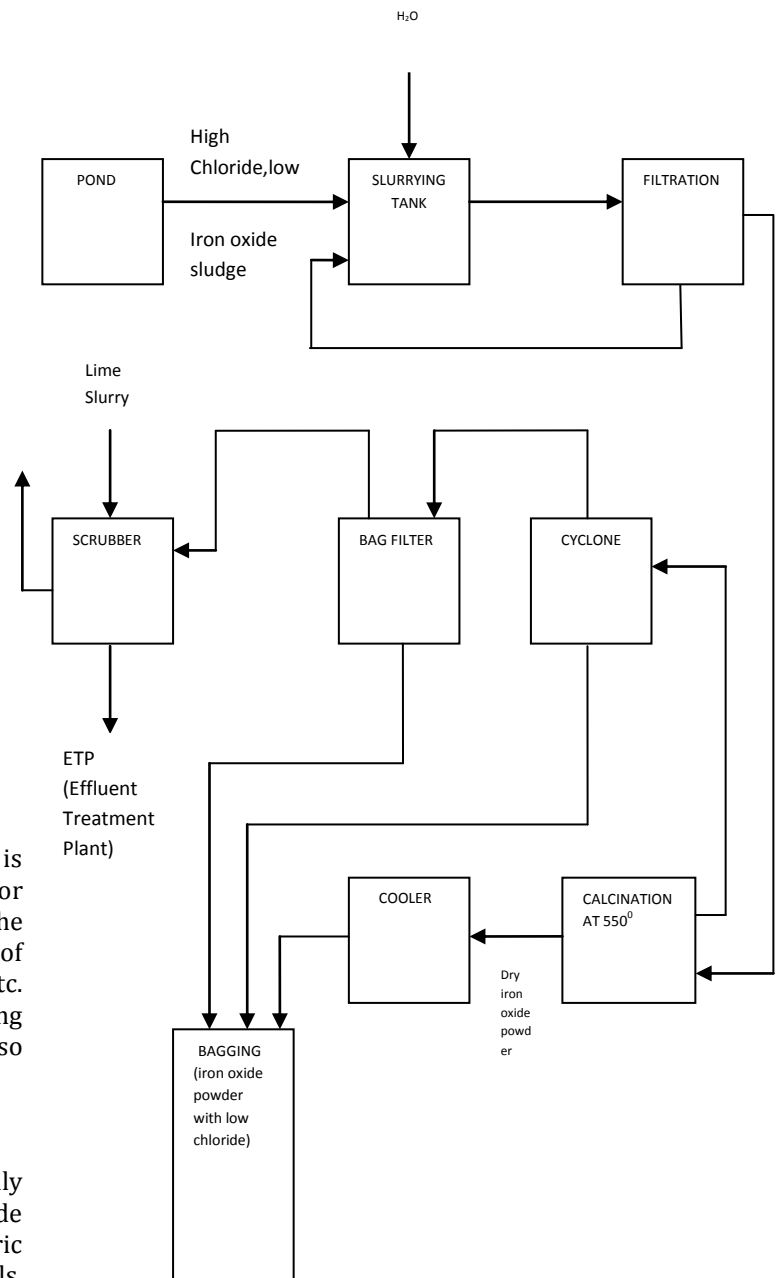 H₂O
High
Chloride,low
Iron oxide
sludge
POND
SLURRYING
TANK
FILTRATION
Lime
Slurry
SCRUBBER
BAG FILTER
CYCLONE
ETP
(Effluent
Treatment
Plant)
is
or
he
of
tc.
ng
so
COOLER
CALCINATION
AT 550⁰
Dry
iron
oxide
powd
er
BAGGING
(iron oxide
powder
with low
chloride)
ly
de
ric
ls.